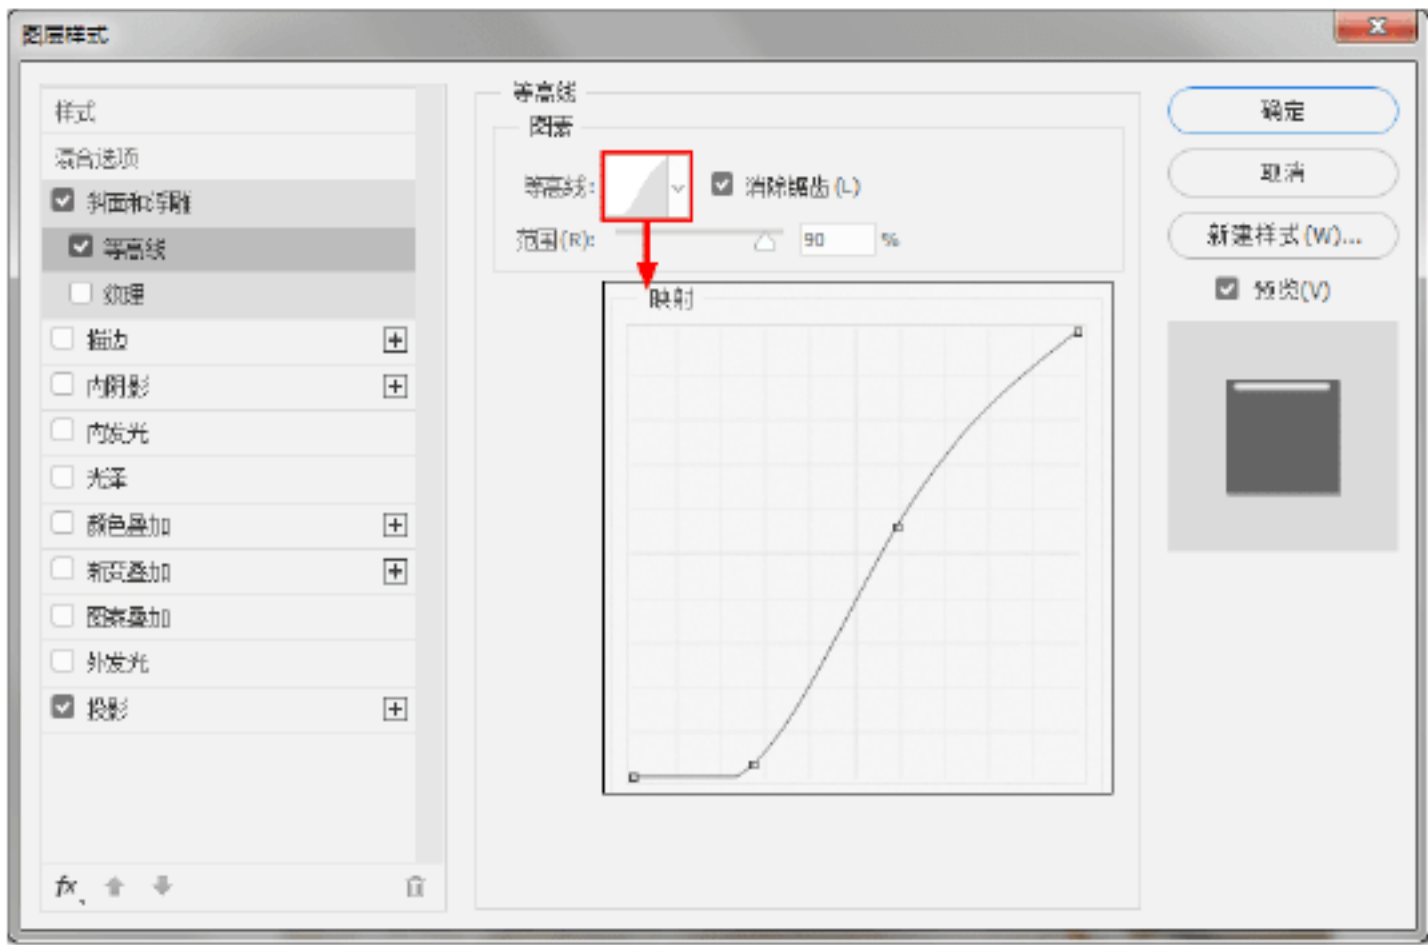 图层样式
样式
混合选项
斜面和浮雕
等高线
纹理
描边
内阴影
内发光
光泽
颜色叠加
渐变叠加
图案叠加
外发光
投影
fx
等高线
图素
等高线:
消除锯齿(L)
范围(R):
90
%
映射
确定
取消
新建样式(W)...
预览(V)